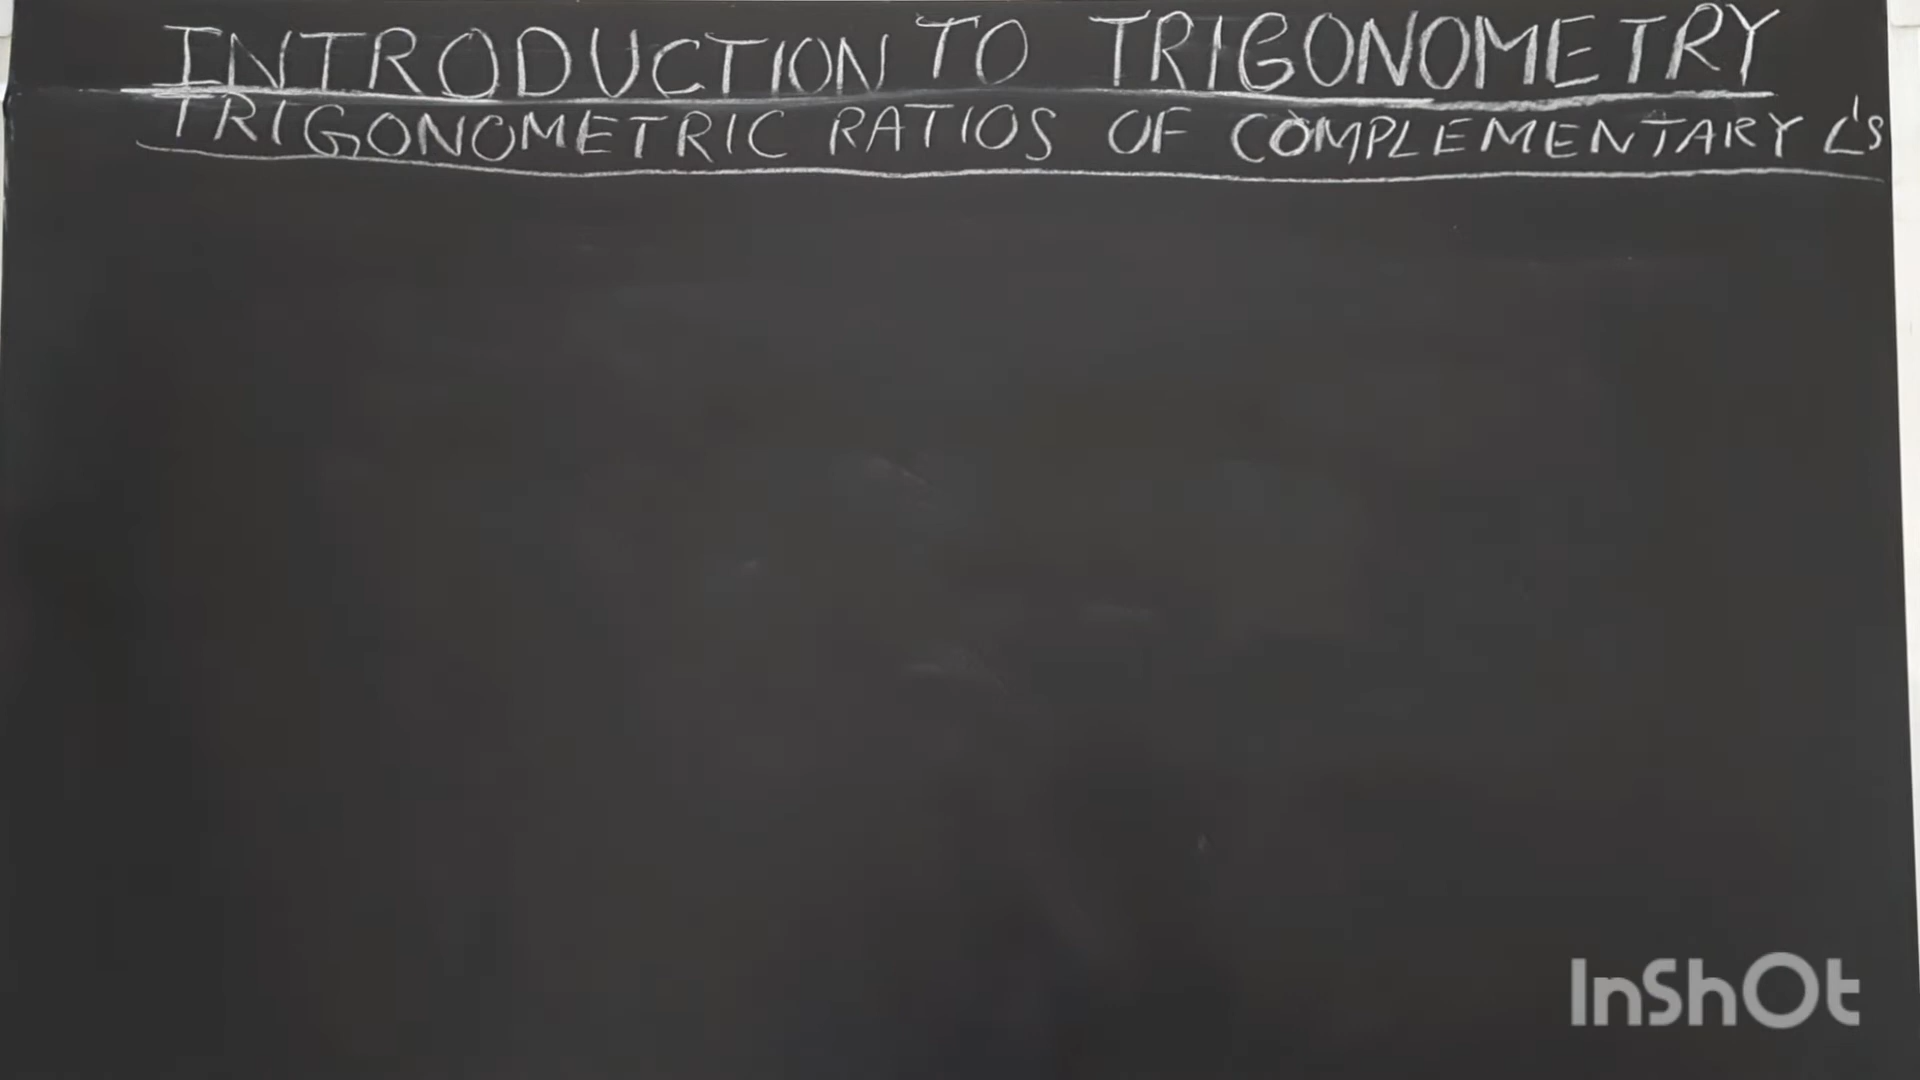 INTRODUCTION TO TRIGONOMETRY
TRIGONOMETRIC RATIOS OF COMPLEMENTARY ∠'s
InShOt